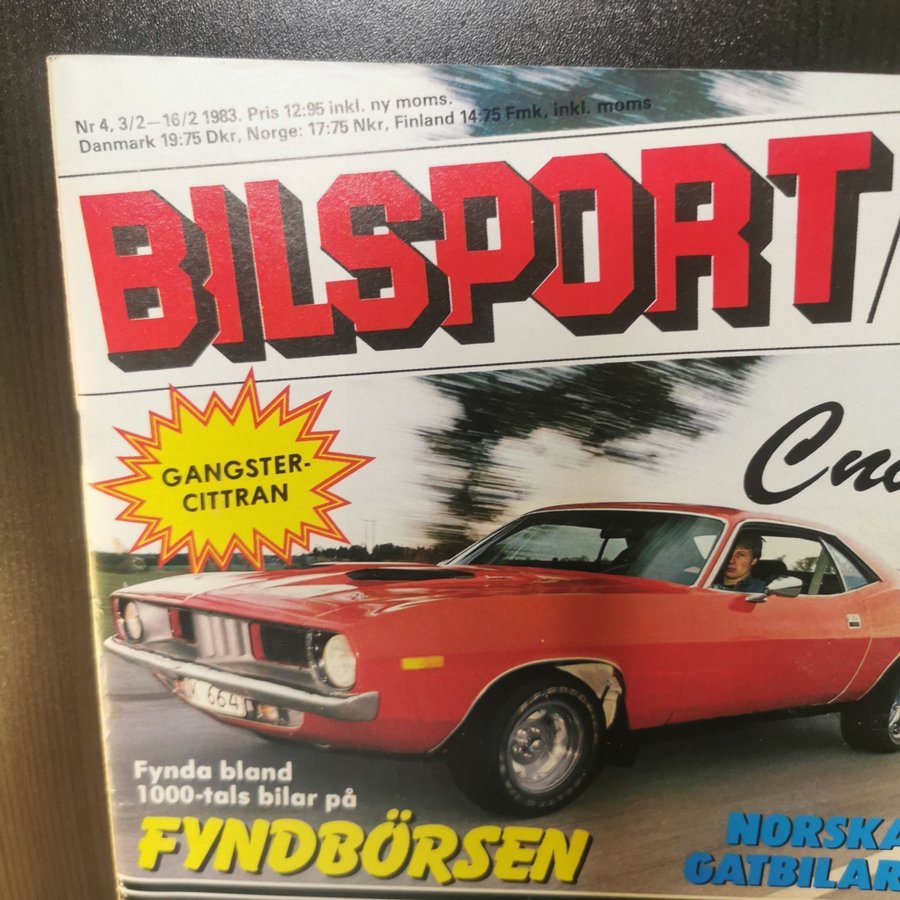 Nr 4, 3/2–16/2 1983. Pris 12:95 inkl. ny moms.
Danmark 19:75 Dkr, Norge: 17:75 Nkr, Finland 14:75 Fmk, inkl. moms
BILSPORT/
GANGSTER-
CITTRAN
664
Fynda bland
1000-tals bilar på
FYNDBÖRSEN
NORSKA
GATBILAR